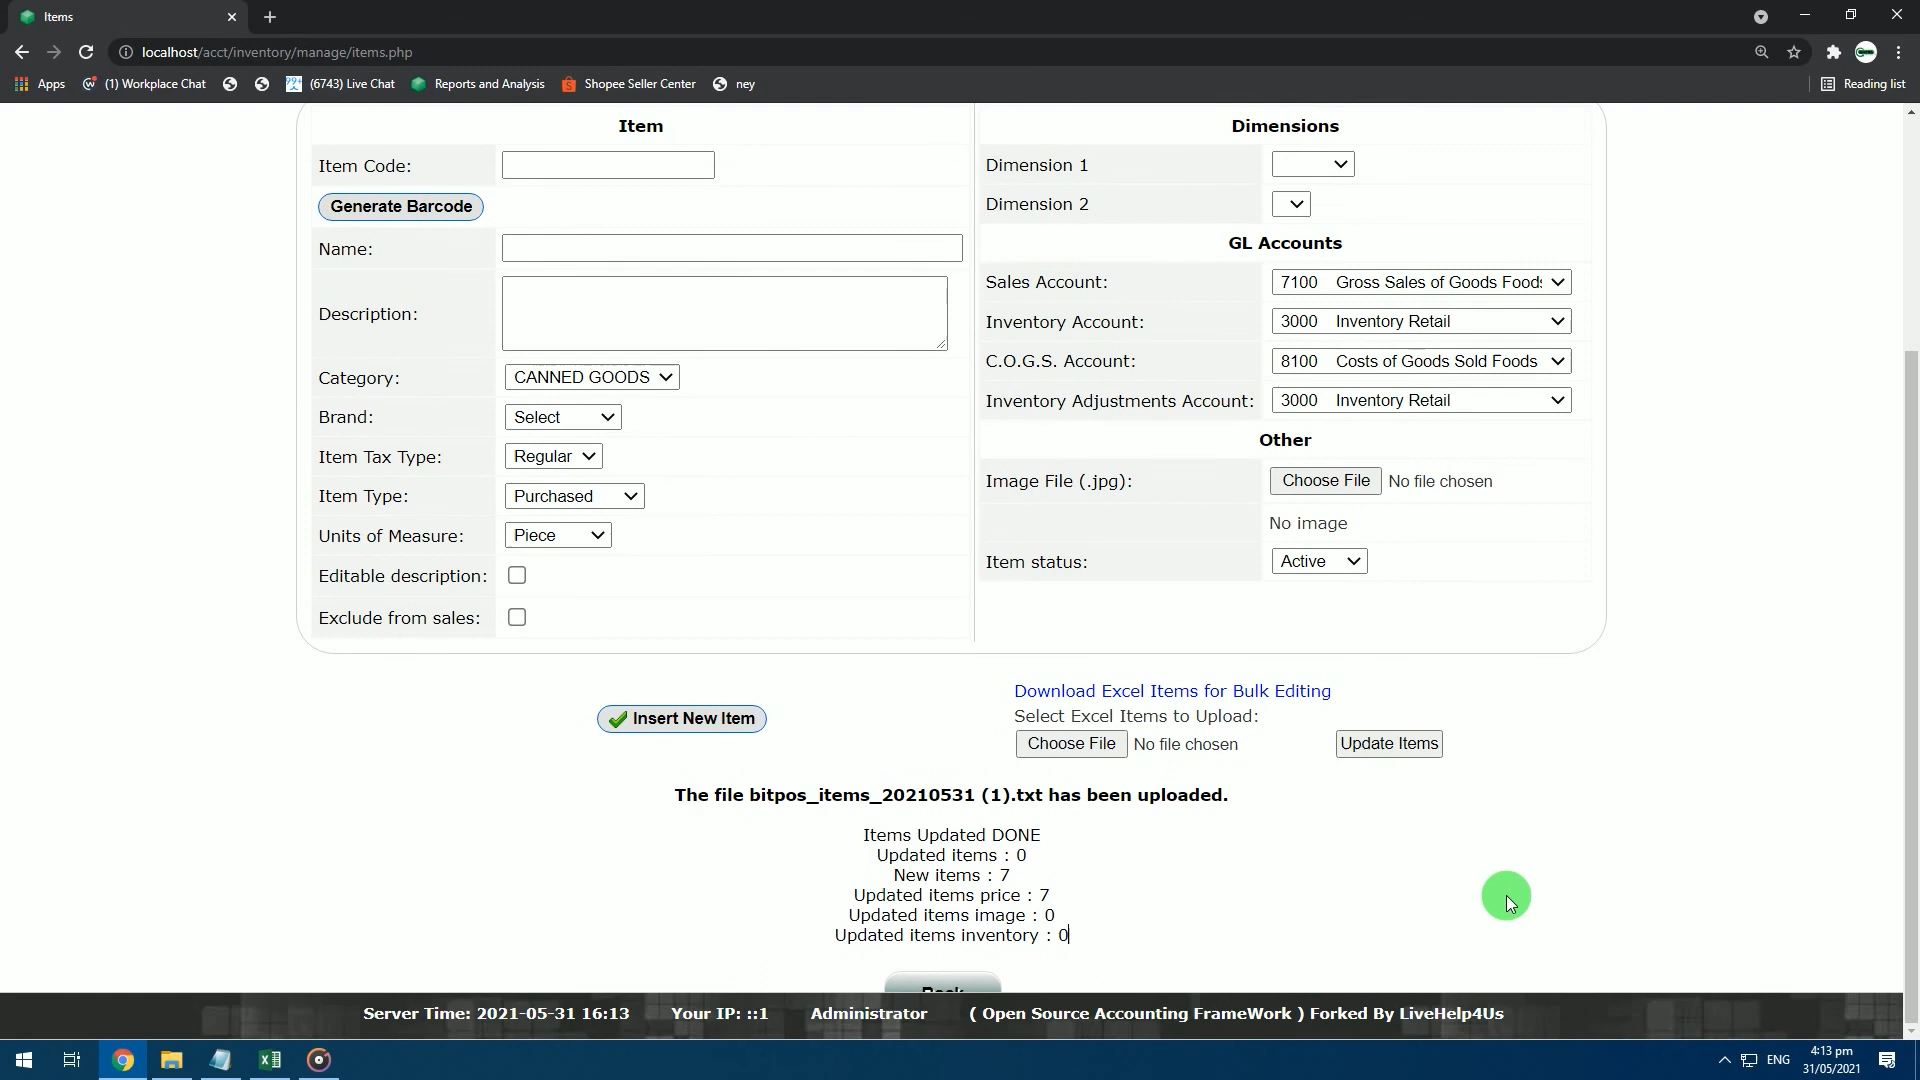 Items
localhost/acct/inventory/manage/items.php
Apps
(1) Workplace Chat
(6743) Live Chat
Reports and Analysis
Shopee Seller Center
ney
Reading list
Item
Item Code:
Generate Barcode
Name:
Description:
Category: CANNED GOODS
Brand: Select
Item Tax Type: Regular
Item Type: Purchased
Units of Measure: Piece
Editable description:
Exclude from sales:
Dimensions
Dimension 1
Dimension 2
GL Accounts
Sales Account: 7100 Gross Sales of Goods Foods
Inventory Account: 3000 Inventory Retail
C.O.G.S. Account: 8100 Costs of Goods Sold Foods
Inventory Adjustments Account: 3000 Inventory Retail
Other
Image File (.jpg): Choose File No file chosen
No image
Item status: Active
Insert New Item
Download Excel Items for Bulk Editing
Select Excel Items to Upload:
Choose File No file chosen Update Items
The file bitpos_items_20210531 (1).txt has been uploaded.
Items Updated DONE
Updated items : 0
New items : 7
Updated items price : 7
Updated items image : 0
Updated items inventory : 0
Back
Server Time: 2021-05-31 16:13 Your IP: ::1 Administrator ( Open Source Accounting FrameWork ) Forked By LiveHelp4Us
ENG
4:13 pm
31/05/2021